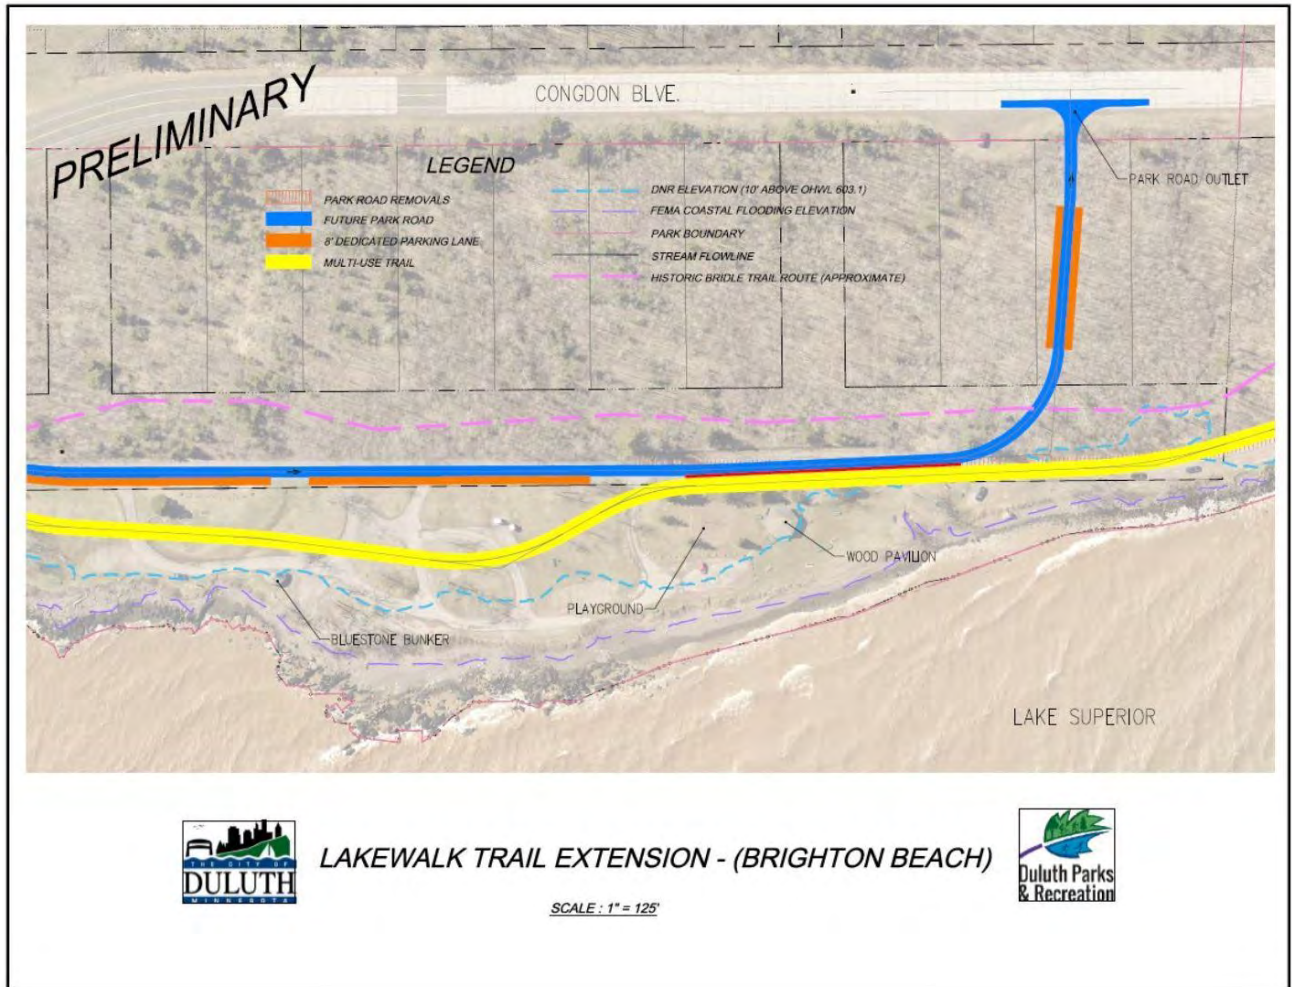 PRELIMINARY
CONGDON BLVE.
LEGEND
PARK ROAD REMOVALS
FUTURE PARK ROAD
8' DEDICATED PARKING LANE
MULTI-USE TRAIL
DNR ELEVATION (10' ABOVE OHWL 603.1)
FEMA COASTAL FLOODING ELEVATION
PARK BOUNDARY
STREAM FLOWLINE
HISTORIC BRIDLE TRAIL ROUTE (APPROXIMATE)
PARK ROAD OUTLET
WOOD PAVILION
PLAYGROUND
BLUESTONE BUNKER
LAKE SUPERIOR
THE CITY OF
DULUTH
MINNESOTA
LAKEWALK TRAIL EXTENSION - (BRIGHTON BEACH)
SCALE : 1" = 125'
Duluth Parks
& Recreation